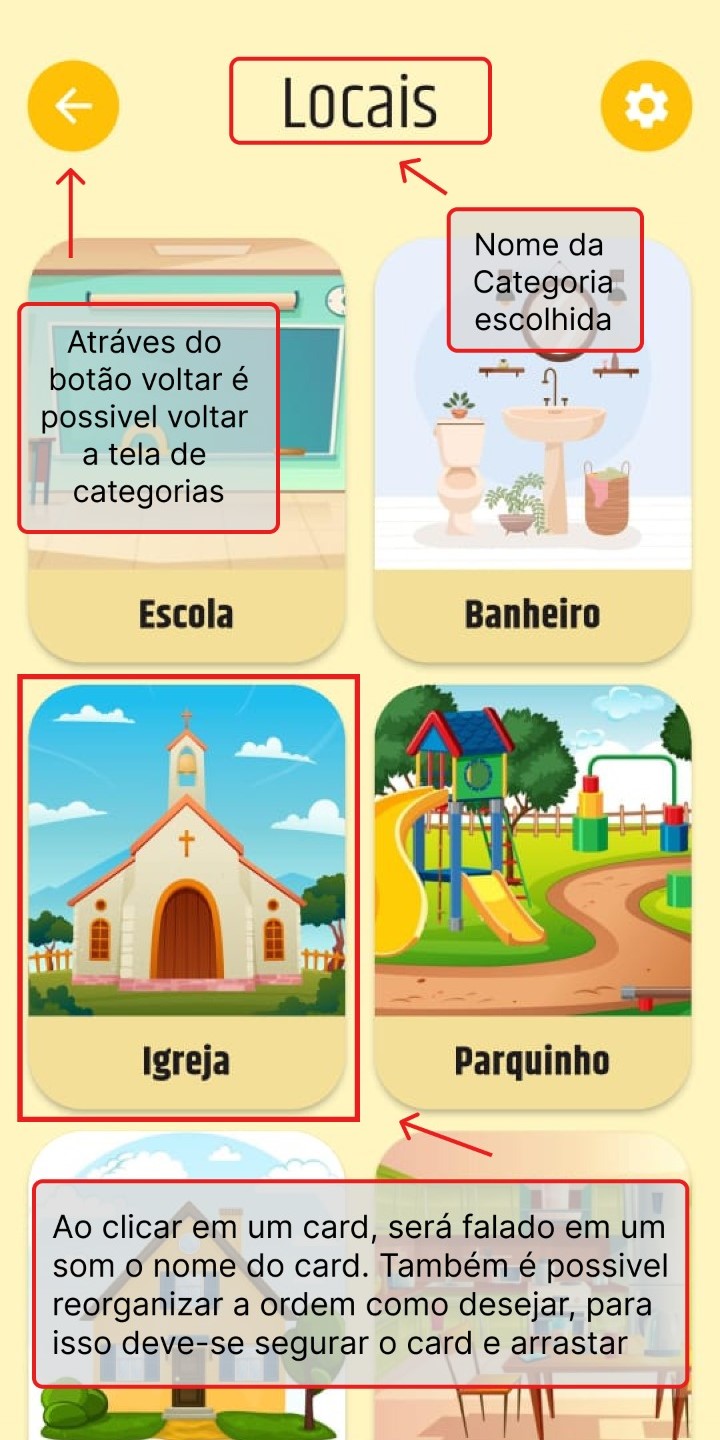 Locais
Nome da
Categoria
escolhida
Atráves do
botão voltar é
possivel voltar
a tela de
categorias
Escola
Banheiro
Igreja
Parquinho
Ao clicar em um card, será falado em um
som o nome do card. Também é possivel
reorganizar a ordem como desejar, para
isso deve-se segurar o card e arrastar